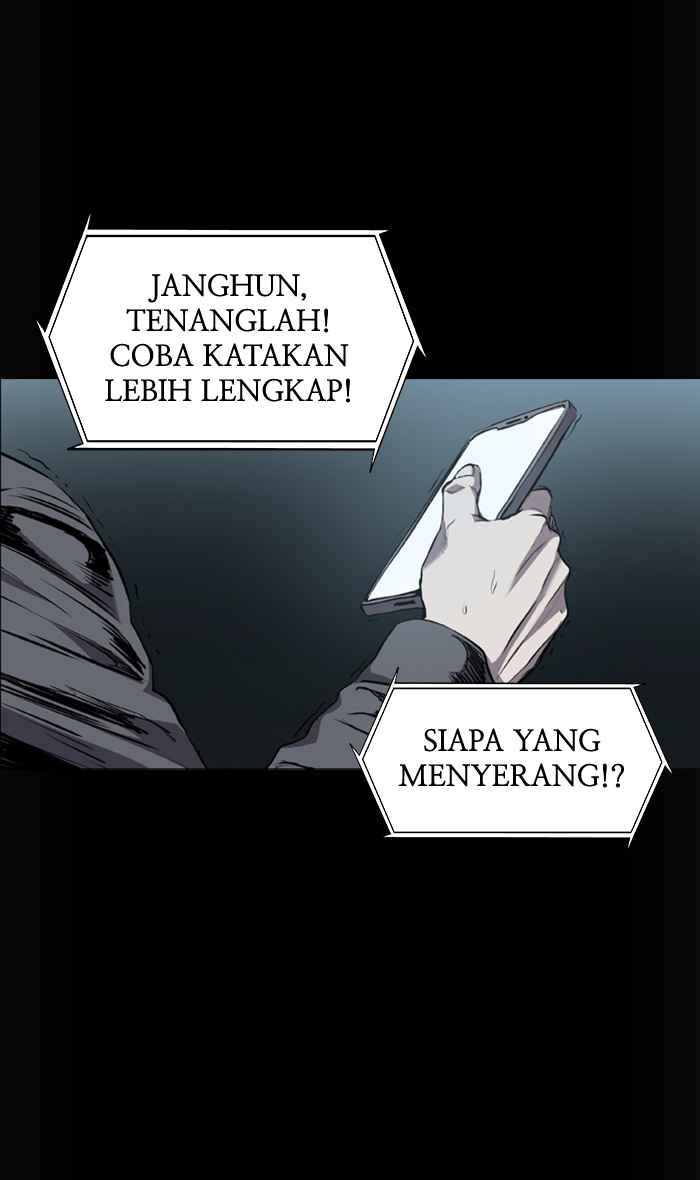 JANGHUN,
TENANGLAH!
COBA KATAKAN
LEBIH LENGKAP!
SIAPA YANG
MENYERANG!?